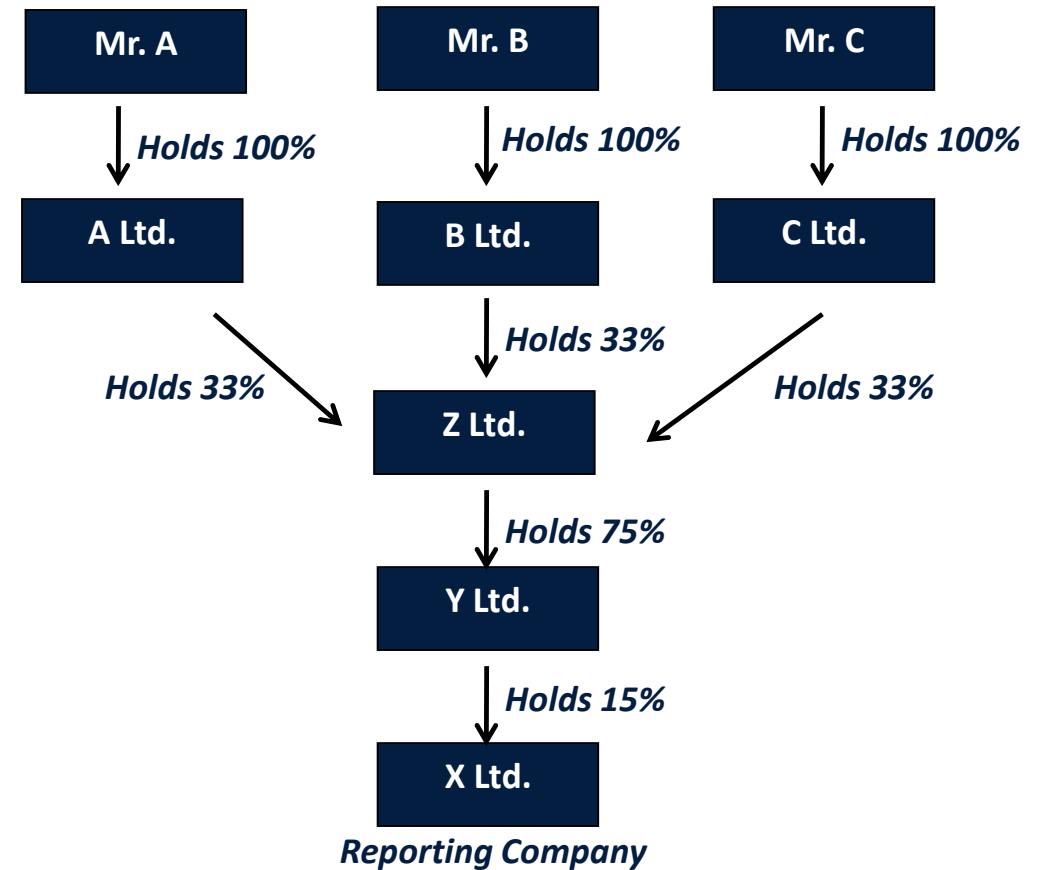 Mr. A
Mr. B
Mr. C
Holds 100%
Holds 100%
Holds 100%
A Ltd.
B Ltd.
C Ltd.
Holds 33%
Holds 33%
Holds 33%
Z Ltd.
Holds 75%
Y Ltd.
Holds 15%
X Ltd.
Reporting Company